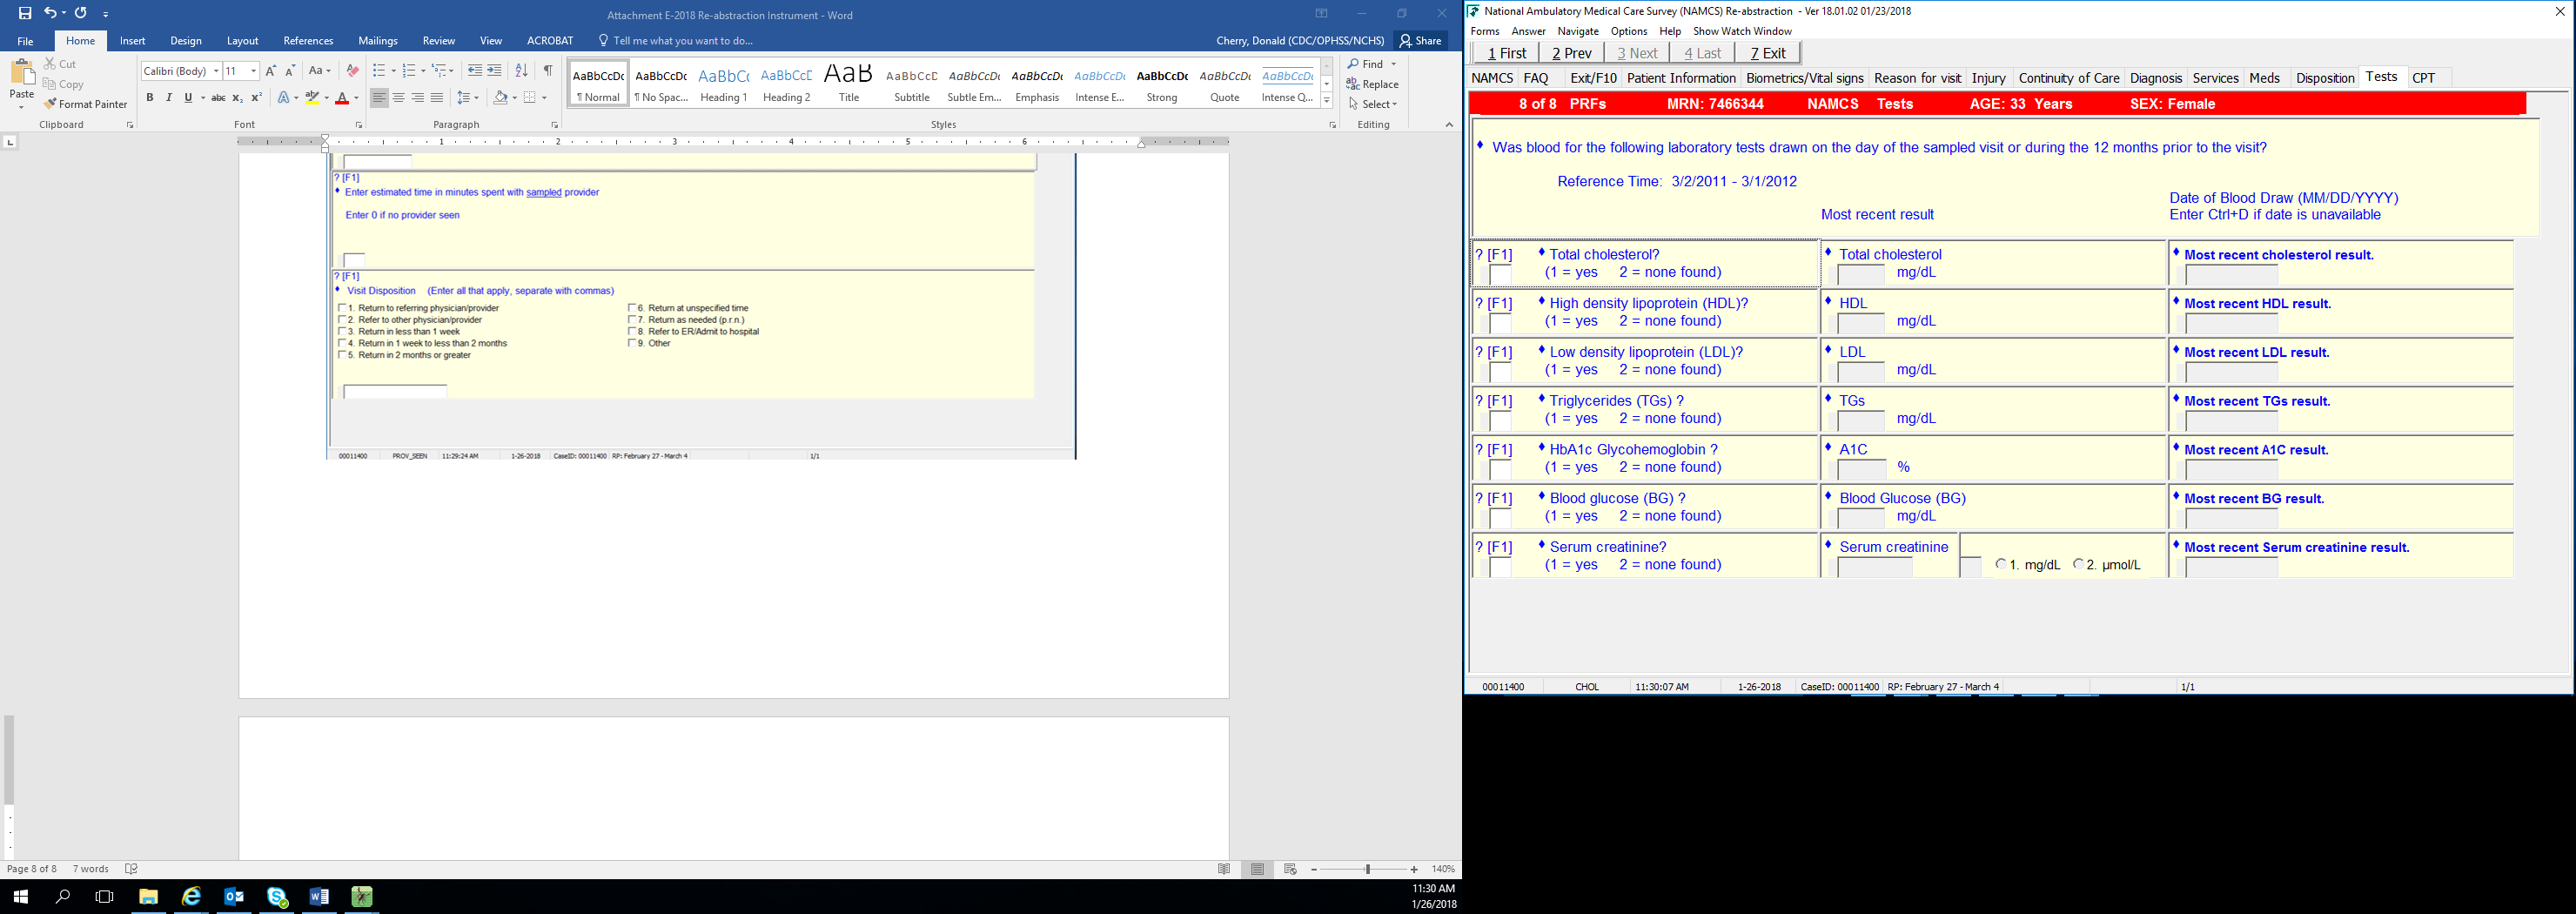 Attachment E-2018 Re-abstraction Instrument - Word
File Home Insert Design Layout References Mailings Review View ACROBAT Tell me what you want to do... Cherry, Donald (CDC/OPHSS/NCHS) Share
Paste Cut Copy Format Painter
Calibri (Body) 11
AaBbCcDc AaBbCcDc AaBbCc AaBbCcD AaB AaBbCcD AaBbCcDc AaBbCcDc AaBbCcDc AaBbCcDc AaBbCcDc AaBbCcDc
¶ Normal ¶ No Spac... Heading 1 Heading 2 Title Subtitle Subtle Em... Emphasis Intense E... Strong Quote Intense Q...
Find
Replace
Select
Clipboard Font Paragraph Styles Editing
1 2 3 4 5 6
? [F1]
Enter estimated time in minutes spent with sampled provider
Enter 0 if no provider seen
? [F1]
Visit Disposition (Enter all that apply, separate with commas)
1. Return to referring physician/provider
2. Refer to other physician/provider
3. Return in less than 1 week
4. Return in 1 week to less than 2 months
5. Return in 2 months or greater
6. Return at unspecified time
7. Return as needed (p.r.n.)
8. Refer to ER/Admit to hospital
9. Other
00011400 PROV_SEEN 11:29:24 AM 1-26-2018 CaseID: 00011400 RP: February 27 - March 4 1/1
Page 8 of 8 7 words 140%
11:30 AM
1/26/2018
National Ambulatory Medical Care Survey (NAMCS) Re-abstraction - Ver 18.01.02 01/23/2018
Forms Answer Navigate Options Help Show Watch Window
1 First 2 Prev 3 Next 4 Last 7 Exit
NAMCS FAQ Exit/F10 Patient Information Biometrics/Vital signs Reason for visit Injury Continuity of Care Diagnosis Services Meds Disposition Tests CPT
8 of 8 PRFs MRN: 7466344 NAMCS Tests AGE: 33 Years SEX: Female
Was blood for the following laboratory tests drawn on the day of the sampled visit or during the 12 months prior to the visit?
Reference Time: 3/2/2011 - 3/1/2012
Date of Blood Draw (MM/DD/YYYY)
Most recent result Enter Ctrl+D if date is unavailable
? [F1] Total cholesterol? Total cholesterol Most recent cholesterol result.
(1 = yes 2 = none found) mg/dL
? [F1] High density lipoprotein (HDL)? HDL Most recent HDL result.
(1 = yes 2 = none found) mg/dL
? [F1] Low density lipoprotein (LDL)? LDL Most recent LDL result.
(1 = yes 2 = none found) mg/dL
? [F1] Triglycerides (TGs) ? TGs Most recent TGs result.
(1 = yes 2 = none found) mg/dL
? [F1] HbA1c Glycohemoglobin ? A1C Most recent A1C result.
(1 = yes 2 = none found) %
? [F1] Blood glucose (BG) ? Blood Glucose (BG) Most recent BG result.
(1 = yes 2 = none found) mg/dL
? [F1] Serum creatinine? Serum creatinine Most recent Serum creatinine result.
(1 = yes 2 = none found) 1. mg/dL 2. µmol/L
00011400 CHOL 11:30:07 AM 1-26-2018 CaseID: 00011400 RP: February 27 - March 4 1/1